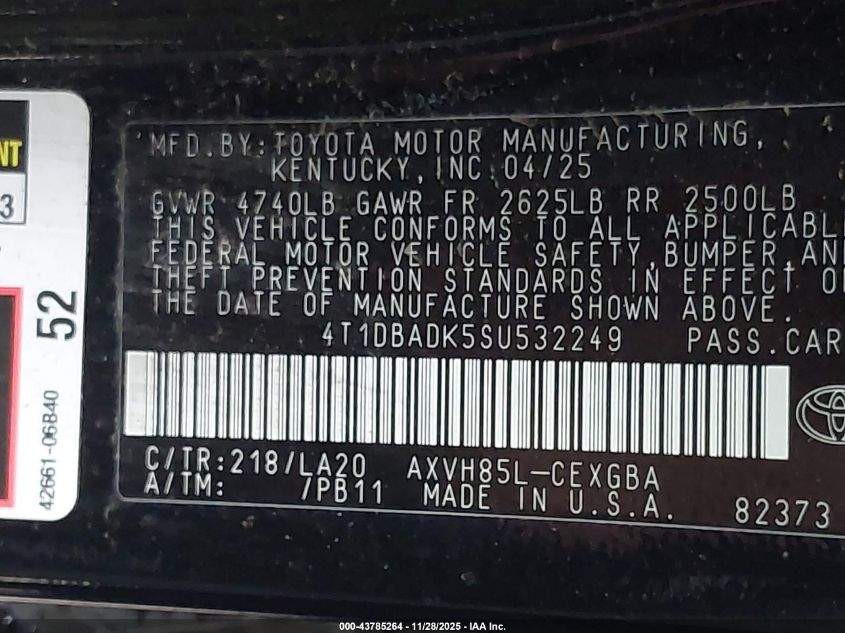 NT
3
52
42661-06B40
MFD.BY:TOYOTA MOTOR MANUFACTURING,
KENTUCKY, INC 04/25
GVWR 4740LB GAWR FR 2625LB RR 2500LB
THIS VEHICLE CONFORMS TO ALL APPLICABL
FEDERAL MOTOR VEHICLE SAFETY, BUMPER, AN
THEFT PREVENTION STANDARDS IN EFFECT O
THE DATE OF MANUFACTURE SHOWN ABOVE.
4T1DBADK5SU532249 PASS.CAR
C/TR:218/LA20 AXVH85L-CEXGBA
A/TM: /PB11 MADE IN U.S.A. 82373
000-43785264 - 11/28/2025 - IAA Inc.